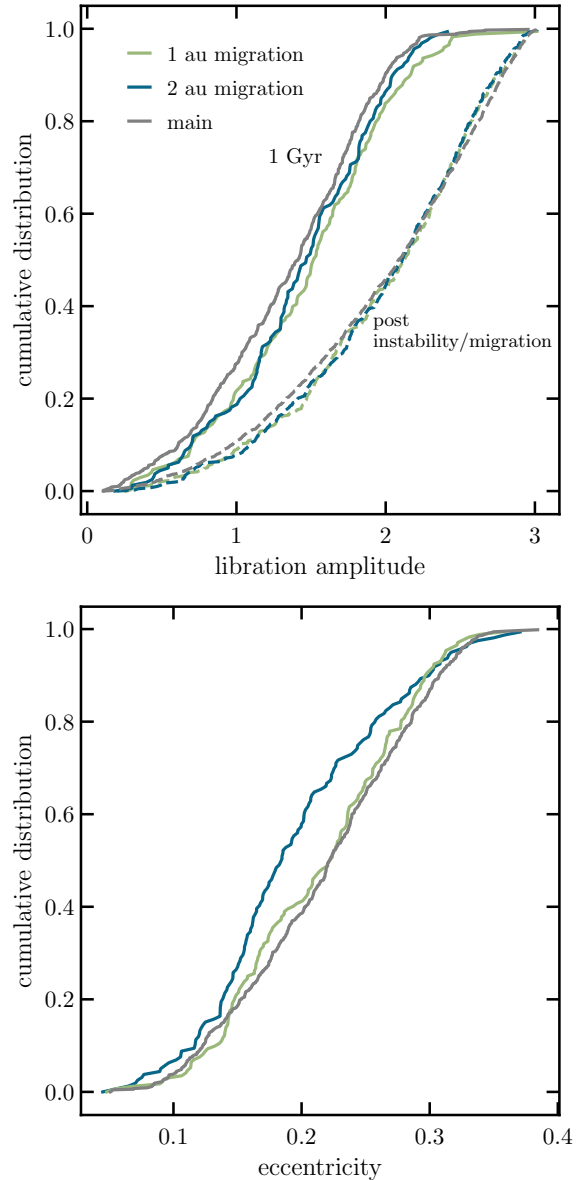 1.0
0.8
0.6
0.4
0.2
0.0
cumulative distribution
1 au migration
2 au migration
main
1 Gyr
post
instability/migration
0 1 2 3
libration amplitude
1.0
0.8
0.6
0.4
0.2
0.0
cumulative distribution
0.1 0.2 0.3 0.4
eccentricity